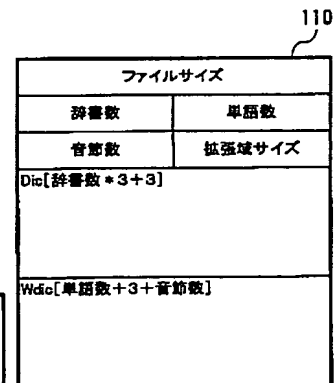 110
ファイルサイズ
辞書数 単語数
音節数 拡張域サイズ
Dic[辞書数*3+3]
Wdic[単語数+3+音節数]